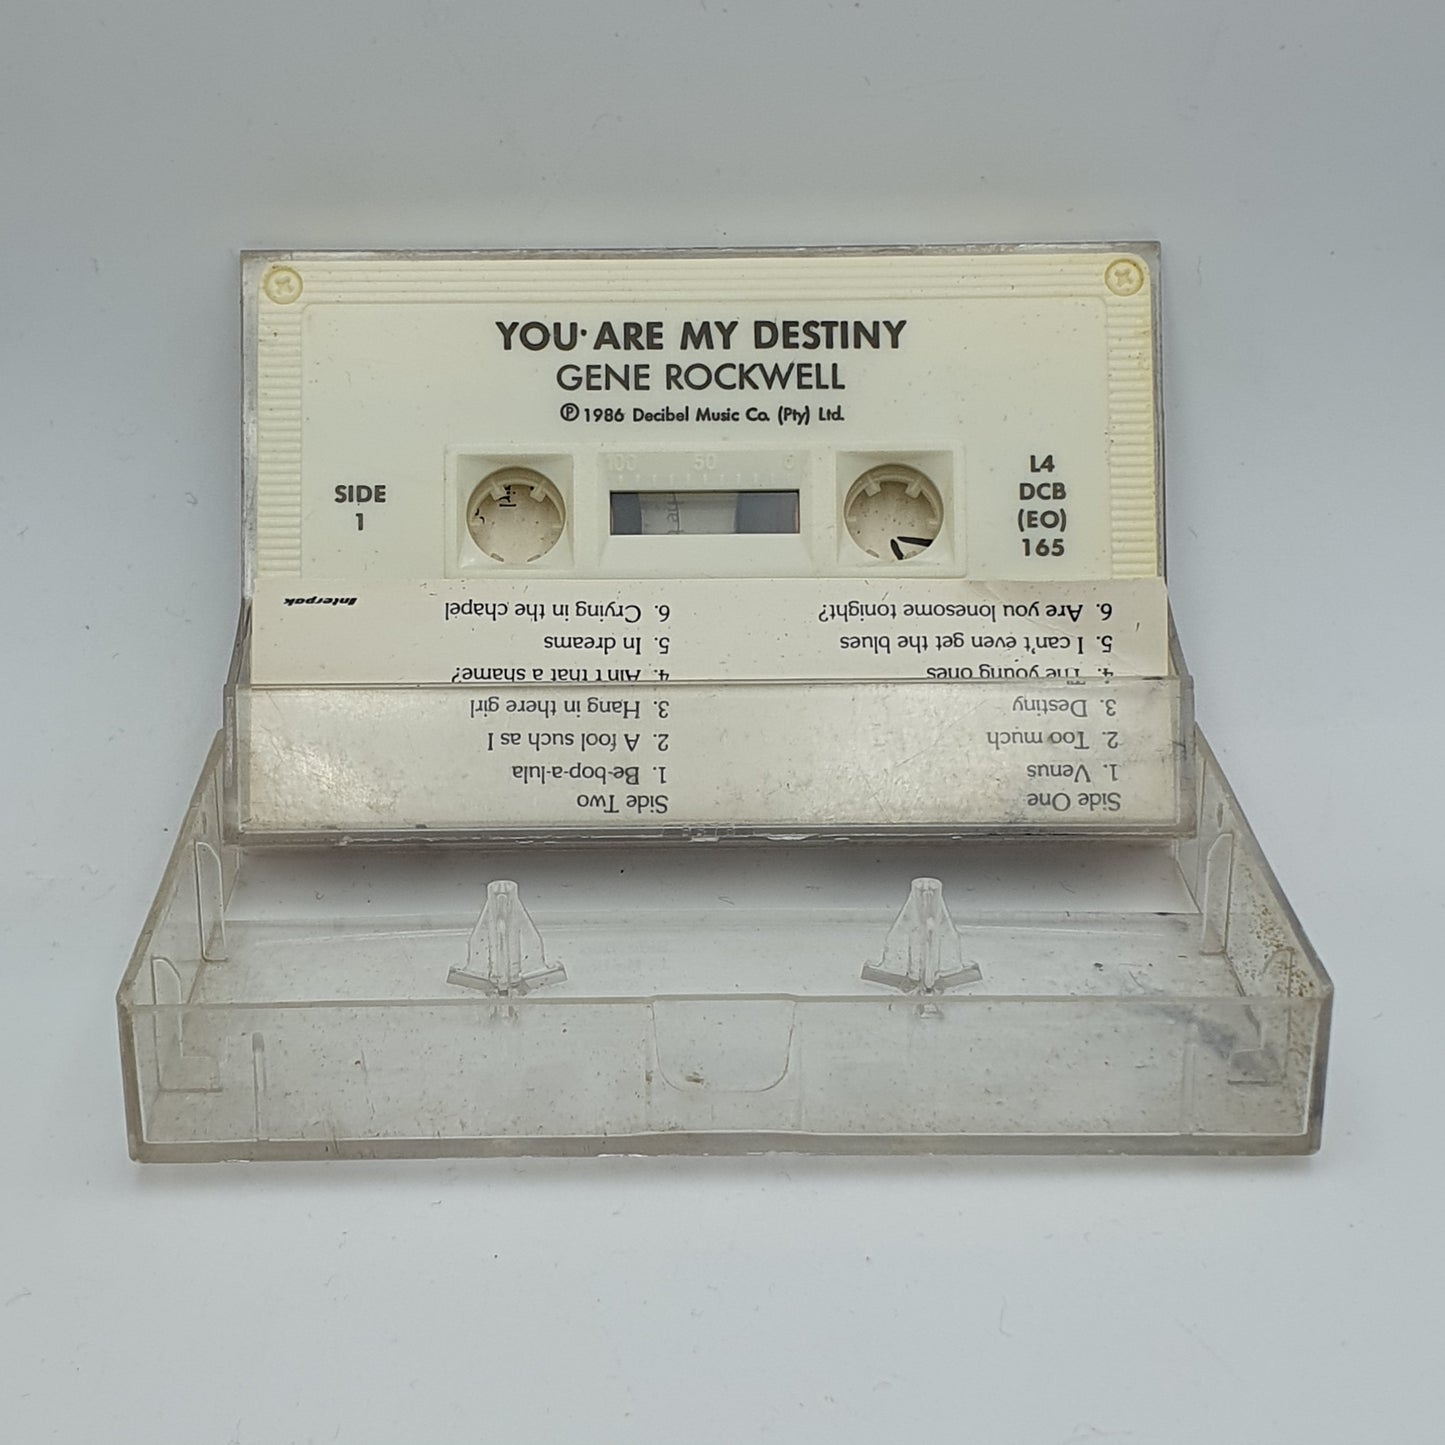 YOU ARE MY DESTINY
GENE ROCKWELL
℗ 1986 Decibel Music Co. (Pty) Ltd.
100 50 0
SIDE
1
L4
DCB
(EO)
165
Side One
1. Venus
2. Too much
3. Destiny
4. The young ones
5. I can't even get the blues
6. Are you lonesome tonight?
Side Two
1. Be-bop-a-lula
2. A fool such as I
3. Hang in there girl
4. Ain't that a shame?
5. In dreams
6. Crying in the chapel
Interpak